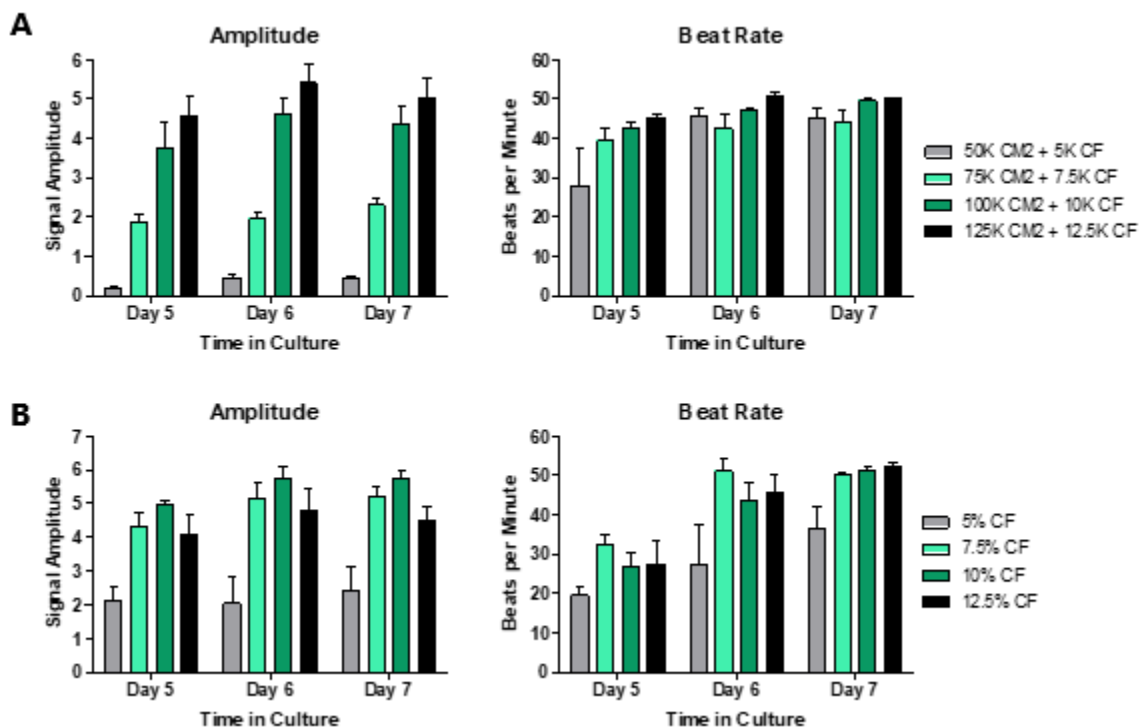 A
Amplitude
Signal Amplitude
6
5
4
3
2
1
0
Day 5 Day 6 Day 7
Time in Culture
Beat Rate
Beats per Minute
60
50
40
30
20
10
0
Day 5 Day 6 Day 7
Time in Culture
50K CM2 + 5K CF
75K CM2 + 7.5K CF
100K CM2 + 10K CF
125K CM2 + 12.5K CF
B
Amplitude
Signal Amplitude
7
6
5
4
3
2
1
0
Day 5 Day 6 Day 7
Time in Culture
Beat Rate
Beats per Minute
60
50
40
30
20
10
0
Day 5 Day 6 Day 7
Time in Culture
5% CF
7.5% CF
10% CF
12.5% CF